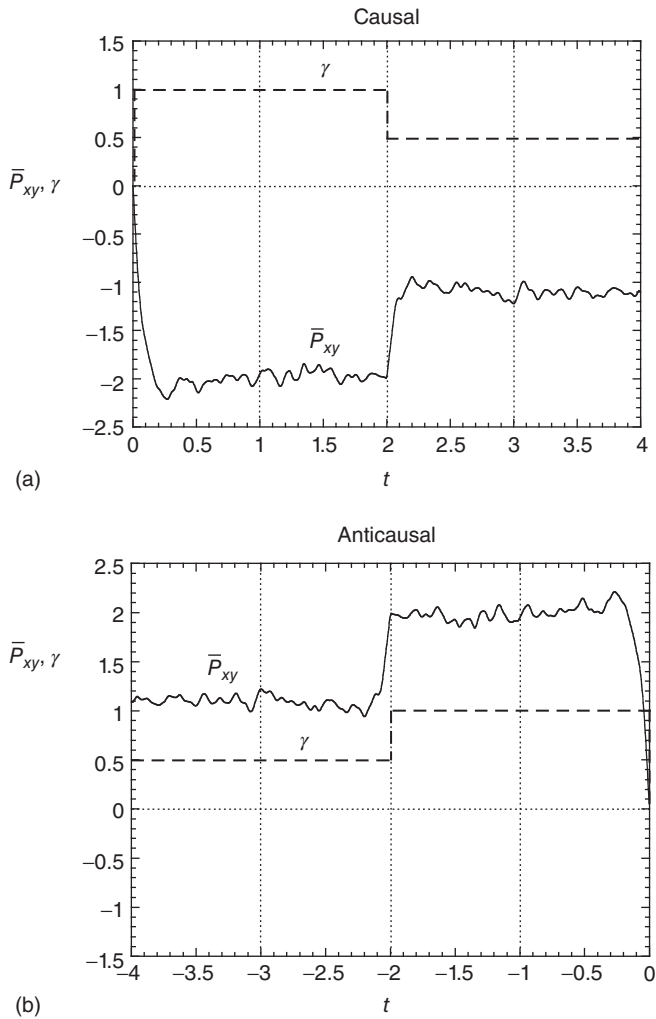 Causal
1.5
γ
1
0.5
P̅xy, γ
0
−0.5
−1
P̅xy
−1.5
−2
−2.5
0 0.5 1 1.5 2 2.5 3 3.5 4
(a)
t
Anticausal
2.5
2
P̅xy, γ
P̅xy
1.5
1
γ
0.5
0
−0.5
−1
−1.5
−4 −3.5 −3 −2.5 −2 −1.5 −1 −0.5 0
(b)
t